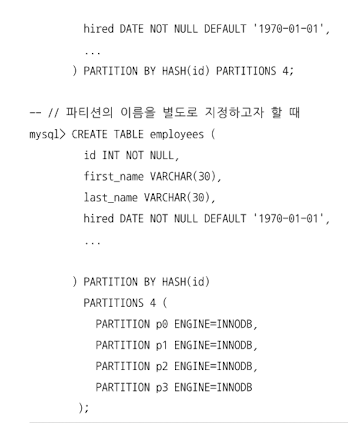 hired DATE NOT NULL DEFAULT '1970-01-01',
...
) PARTITION BY HASH(id) PARTITIONS 4;
-- // 파티션의 이름을 별도로 지정하고자 할 때
mysql> CREATE TABLE employees (
id INT NOT NULL,
first_name VARCHAR(30),
last_name VARCHAR(30),
hired DATE NOT NULL DEFAULT '1970-01-01',
...
) PARTITION BY HASH(id)
PARTITIONS 4 (
PARTITION p0 ENGINE=INNODB,
PARTITION p1 ENGINE=INNODB,
PARTITION p2 ENGINE=INNODB,
PARTITION p3 ENGINE=INNODB
);